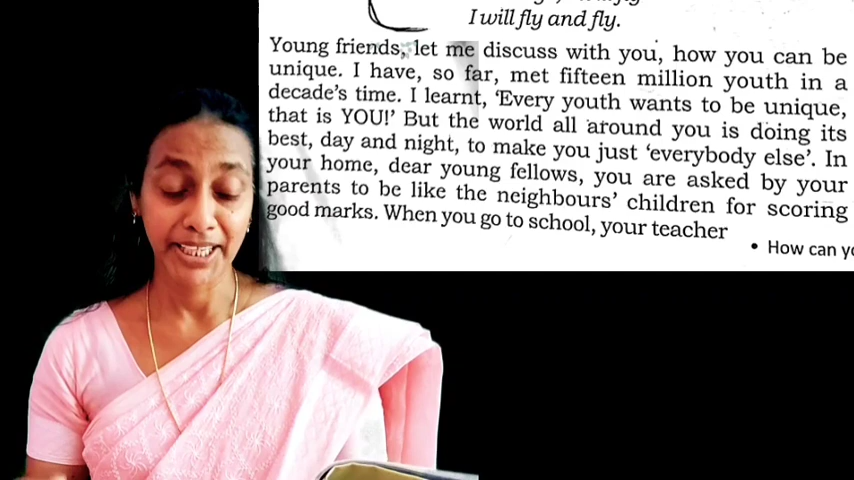 I will fly and fly.
Young friends, let me discuss with you, how you can be
unique. I have, so far, met fifteen million youth in a
decade's time. I learnt, 'Every youth wants to be unique,
that is YOU!' But the world all around you is doing its
best, day and night, to make you just 'everybody else'. In
your home, dear young fellows, you are asked by your
parents to be like the neighbours' children for scoring
good marks. When you go to school, your teacher
• How can